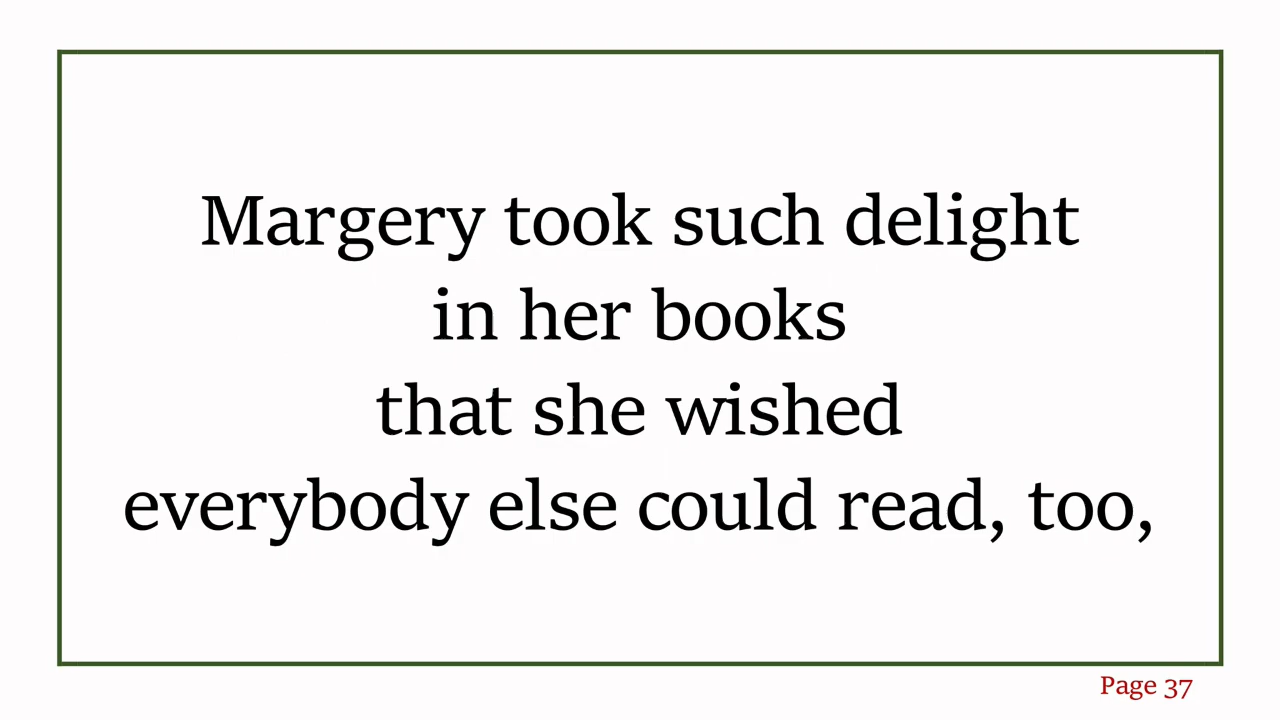 Margery took such delight
in her books
that she wished
everybody else could read, too,
Page 37